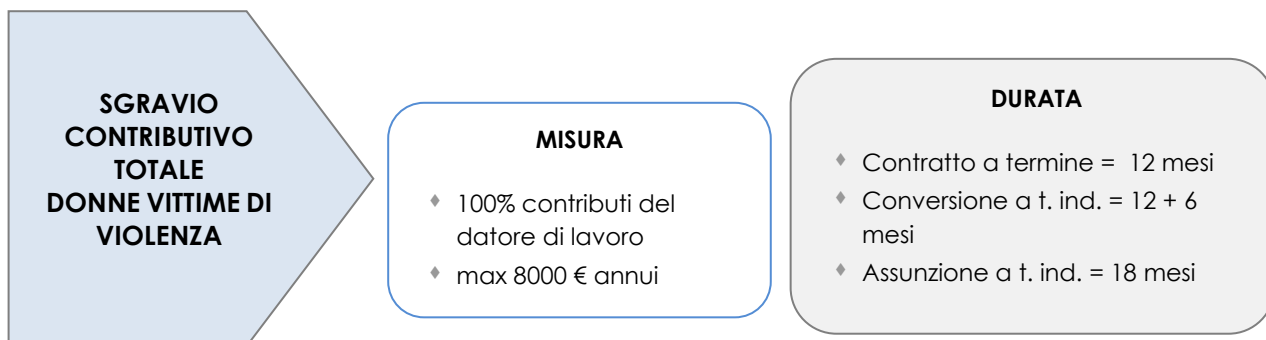 SGRAVIO
CONTRIBUTIVO
TOTALE
DONNE VITTIME DI
VIOLENZA
MISURA
♦ 100% contributi del
datore di lavoro
♦ max 8000 € annui
DURATA
♦ Contratto a termine = 12 mesi
♦ Conversione a t. ind. = 12 + 6
mesi
♦ Assunzione a t. ind. = 18 mesi